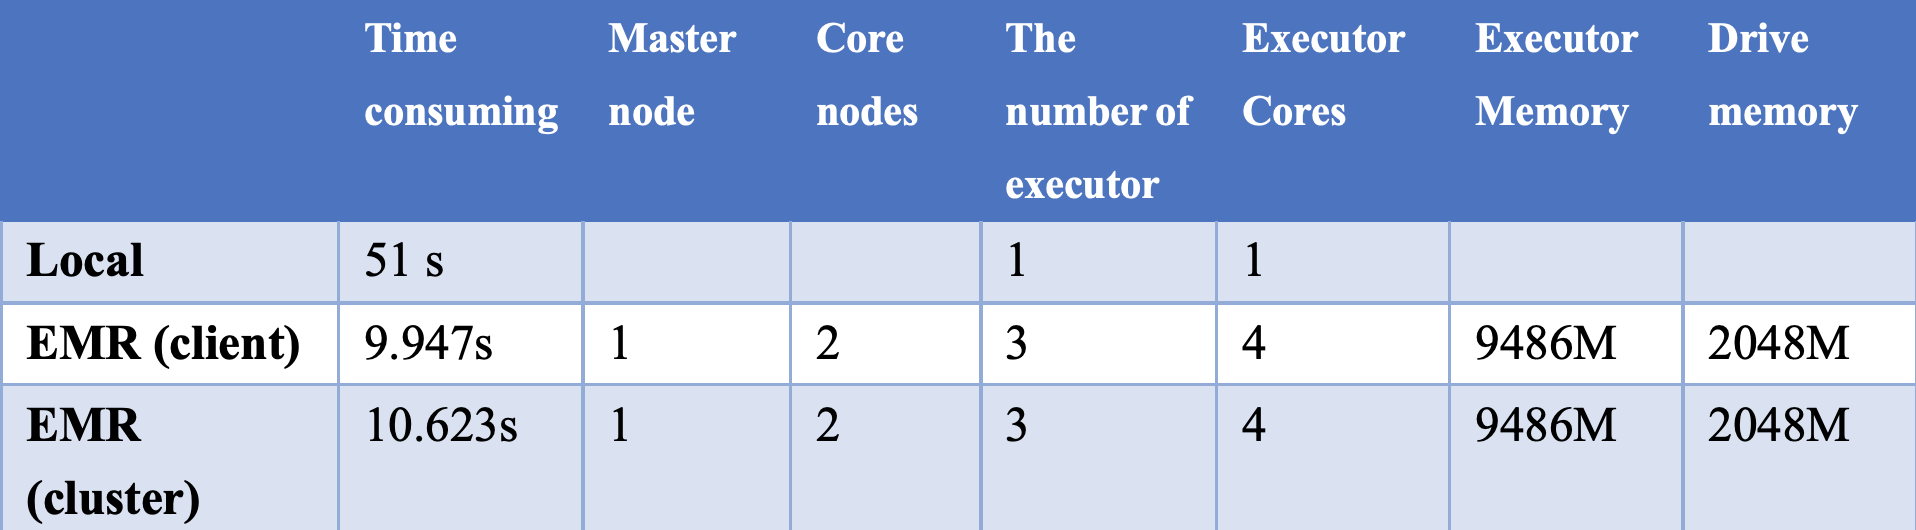 Time consuming Master node Core nodes The number of executor Executor Cores Executor Memory Drive memory
Local 51 s 1 1
EMR (client) 9.947s 1 2 3 4 9486M 2048M
EMR (cluster) 10.623s 1 2 3 4 9486M 2048M